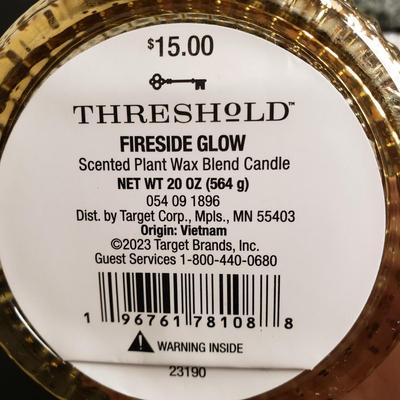 $15.00
THRESHOLD™
FIRESIDE GLOW
Scented Plant Wax Blend Candle
NET WT 20 OZ (564 g)
054 09 1896
Dist. by Target Corp., Mpls., MN 55403
Origin: Vietnam
©2023 Target Brands, Inc.
Guest Services 1-800-440-0680
1 96761 78108 8
WARNING INSIDE
23190